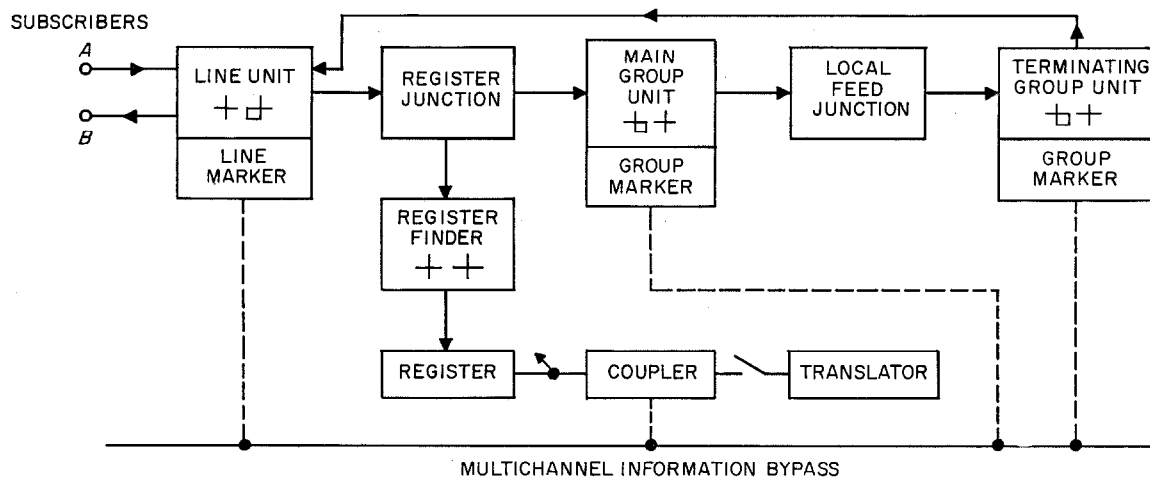 SUBSCRIBERS
A
B
LINE UNIT
LINE
MARKER
REGISTER
JUNCTION
MAIN
GROUP
UNIT
GROUP
MARKER
LOCAL
FEED
JUNCTION
TERMINATING
GROUP UNIT
GROUP
MARKER
REGISTER
FINDER
REGISTER
COUPLER
TRANSLATOR
MULTICHANNEL INFORMATION BYPASS